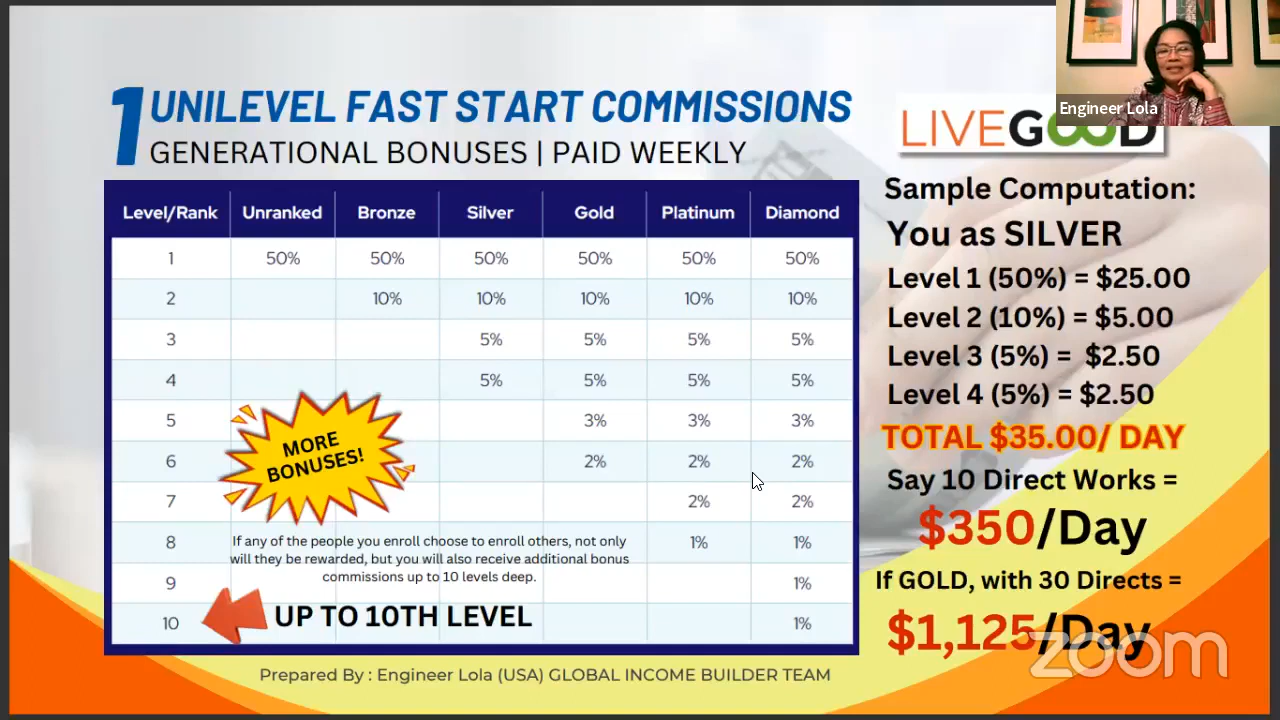 Engineer Lola
1
UNILEVEL FAST START COMMISSIONS
GENERATIONAL BONUSES | PAID WEEKLY
LIVEGOOD
Level/Rank Unranked Bronze Silver Gold Platinum Diamond
1 50% 50% 50% 50% 50% 50%
2 10% 10% 10% 10% 10%
3 5% 5% 5% 5%
4 5% 5% 5% 5%
5 3% 3% 3%
6 2% 2% 2%
7 2% 2%
8 1% 1%
9 1%
10 1%
MORE
BONUSES!
If any of the people you enroll choose to enroll others, not only
will they be rewarded, but you will also receive additional bonus
commissions up to 10 levels deep.
UP TO 10TH LEVEL
Sample Computation:
You as SILVER
Level 1 (50%) = $25.00
Level 2 (10%) = $5.00
Level 3 (5%) = $2.50
Level 4 (5%) = $2.50
TOTAL $35.00/ DAY
Say 10 Direct Works =
$350/Day
If GOLD, with 30 Directs =
$1,125/Day
zoom
Prepared By : Engineer Lola (USA) GLOBAL INCOME BUILDER TEAM